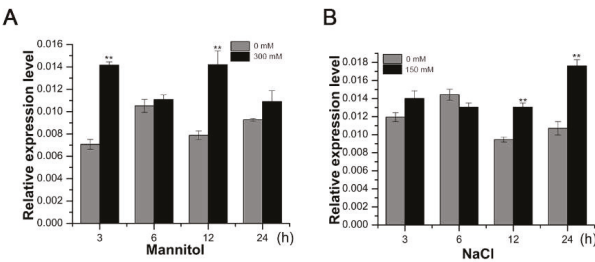 A
Relative expression level
0.016
0.014
0.012
0.010
0.008
0.006
0.004
0.002
0.000
0 mM
300 mM
**
**
3 6 12 24 (h)
Mannitol
B
Relative expression level
0.018
0.016
0.014
0.012
0.010
0.008
0.006
0.004
0.002
0.000
0 mM
150 mM
**
**
3 6 12 24 (h)
NaCl